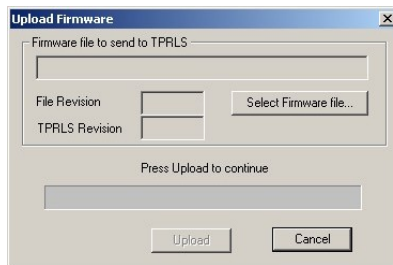 Upload Firmware
Firmware file to send to TPRLS
File Revision
Select Firmware file...
TPRLS Revision
Press Upload to continue
Upload
Cancel